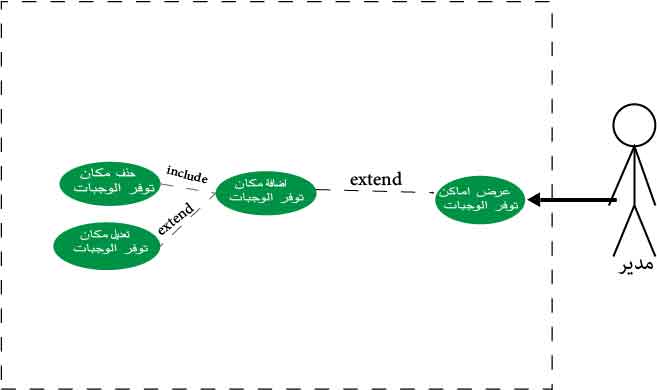 عرض اماكن
توفر الوجبات
extend
اضافة مكان
توفر الوجبات
include
حذف مكان
توفر الوجبات
extend
تعديل مكان
توفر الوجبات
مدير